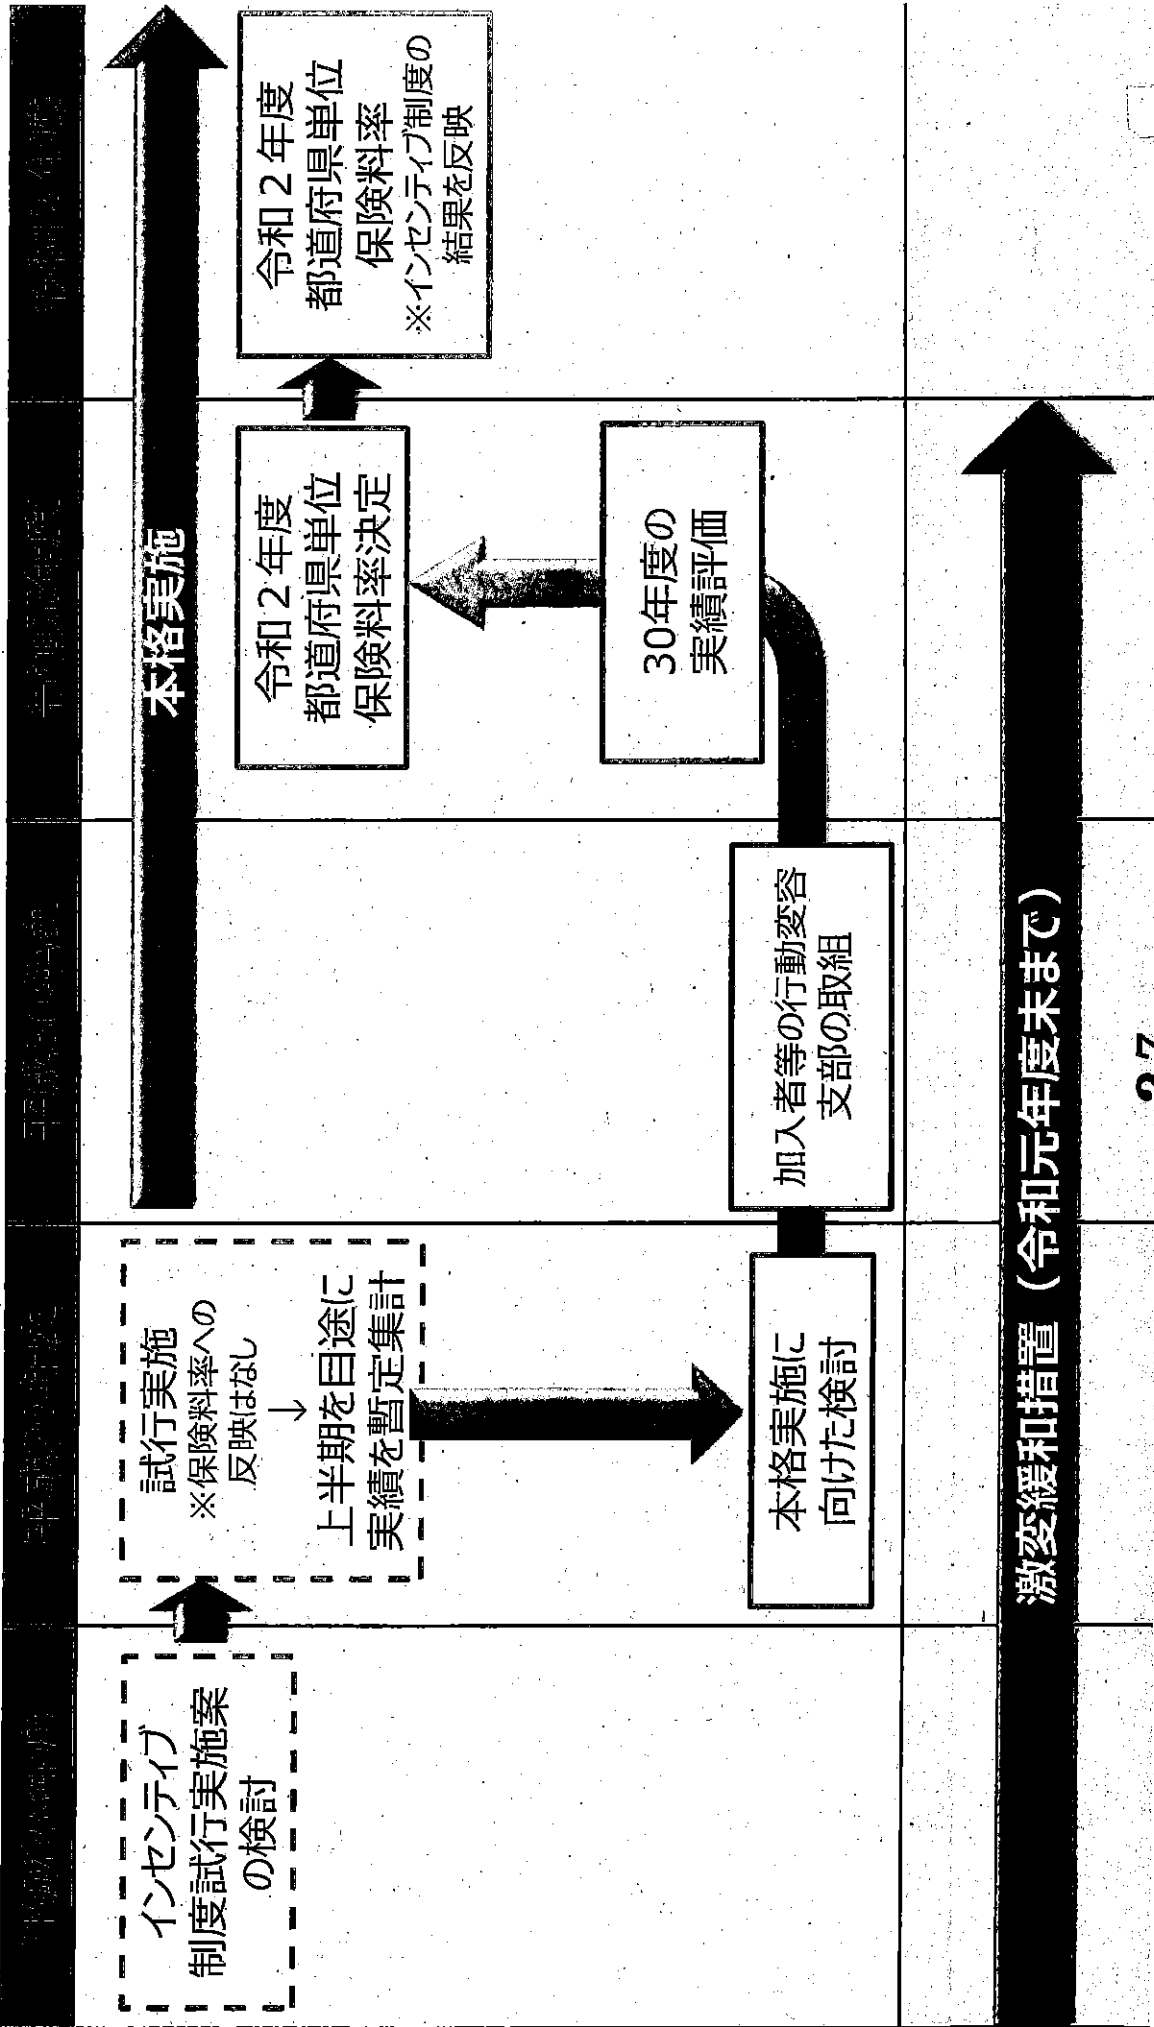 インセンティブ
制度試行実施案
の検討
試行実施
※保険料率への
反映はなし
↓
上半期を目途に
実績を暫定集計
本格実施に
向けた検討
本格実施
加入者等の行動変容
支部の取組
30年度の
実績評価
令和2年度
都道府県単位
保険料率決定
令和2年度
都道府県単位
保険料率
※インセンティブ制度の
結果を反映
激変緩和措置（令和元年度末まで）